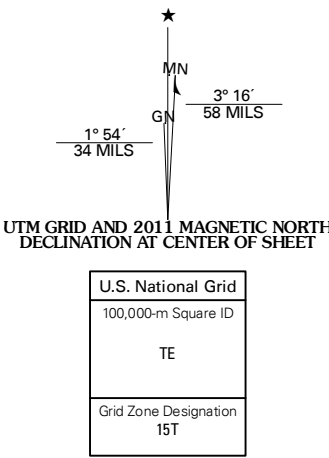 ★
MN
GN
3° 16´
58 MILS
1° 54´
34 MILS
UTM GRID AND 2011 MAGNETIC NORTH
DECLINATION AT CENTER OF SHEET
U.S. National Grid
100,000-m Square ID
TE
Grid Zone Designation
15T